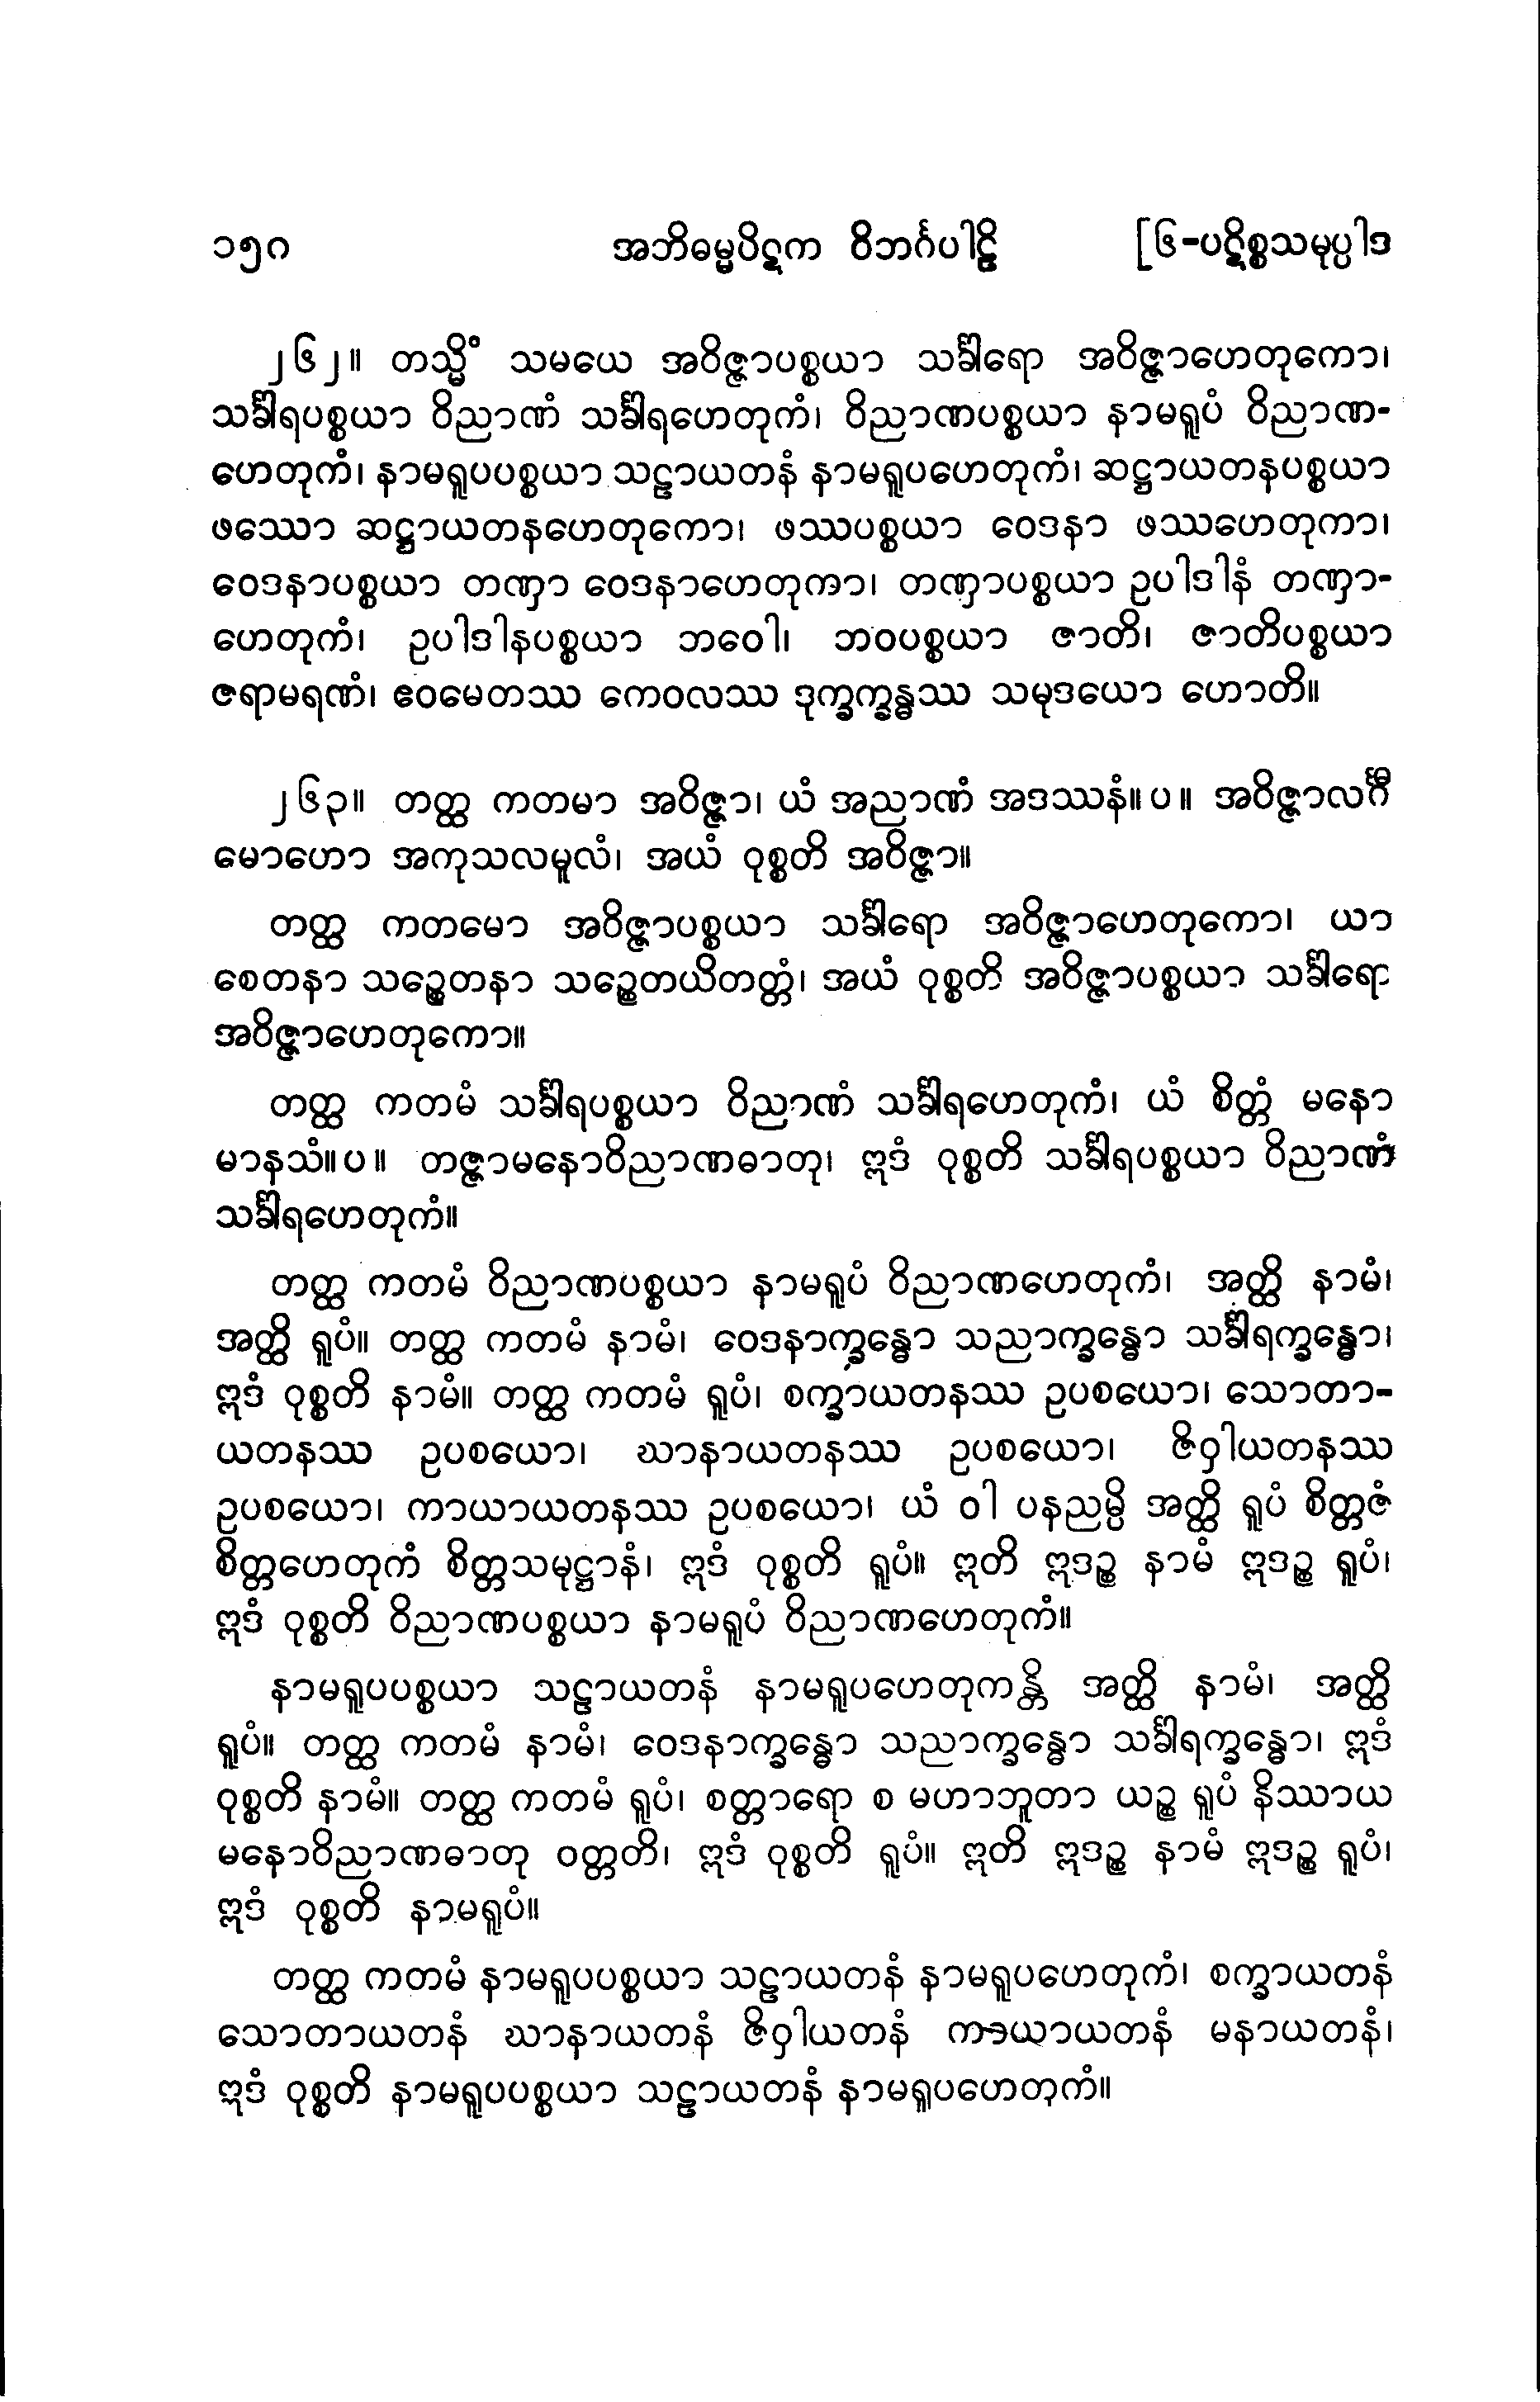 ၁၅၈ အဘိဓမ္မပိဋက ဝိဘင်္ဂပါဠိ [၆-ပဋိစ္စသမုပ္ပါဒ
၂၆၂။ တသ္မိံ သမယေ အဝိဇ္ဇာပစ္စယာ သင်္ခါရော အဝိဇ္ဇာဟေတုကော၊
သင်္ခါရပစ္စယာ ဝိညာဏံ သင်္ခါရဟေတုကံ၊ ဝိညာဏပစ္စယာ နာမရူပံ ဝိညာဏ-
ဟေတုကံ၊ နာမရူပပစ္စယာ သဠာယတနံ နာမရူပဟေတုကံ၊ ဆဋ္ဌာယတနပစ္စယာ
ဖဿော ဆဋ္ဌာယတနဟေတုကော၊ ဖဿပစ္စယာ ဝေဒနာ ဖဿဟေတုကာ၊
ဝေဒနာပစ္စယာ တဏှာ ဝေဒနာဟေတုကာ၊ တဏှာပစ္စယာ ဥပါဒါနံ တဏှာ-
ဟေတုကံ၊ ဥပါဒါနပစ္စယာ ဘဝေါ၊ ဘဝပစ္စယာ ဇာတိ၊ ဇာတိပစ္စယာ
ဇရာမရဏံ၊ ဧဝမေတဿ ကေဝလဿ ဒုက္ခက္ခန္ဓဿ သမုဒယော ဟောတိ။
၂၆၃။ တတ္ထ ကတမာ အဝိဇ္ဇာ၊ ယံ အညာဏံ အဒဿနံ။ပ။ အဝိဇ္ဇာလင်္ဂီ
မောဟော အကုသလမူလံ၊ အယံ ဝုစ္စတိ အဝိဇ္ဇာ။
တတ္ထ ကတမော အဝိဇ္ဇာပစ္စယာ သင်္ခါရော အဝိဇ္ဇာဟေတုကော၊ ယာ
စေတနာ သဉ္စေတနာ သဉ္စေတယိတတ္တံ၊ အယံ ဝုစ္စတိ အဝိဇ္ဇာပစ္စယာ သင်္ခါရော
အဝိဇ္ဇာဟေတုကော။
တတ္ထ ကတမံ သင်္ခါရပစ္စယာ ဝိညာဏံ သင်္ခါရဟေတုကံ၊ ယံ စိတ္တံ မနော
မာနသံ။ပ။ တဇ္ဇာမနောဝိညာဏဓာတု၊ ဣဒံ ဝုစ္စတိ သင်္ခါရပစ္စယာ ဝိညာဏံ
သင်္ခါရဟေတုကံ။
တတ္ထ ကတမံ ဝိညာဏပစ္စယာ နာမရူပံ ဝိညာဏဟေတုကံ၊ အတ္ထိ နာမံ၊
အတ္ထိ ရူပံ။ တတ္ထ ကတမံ နာမံ၊ ဝေဒနာက္ခန္ဓော သညာက္ခန္ဓော သင်္ခါရက္ခန္ဓော၊
ဣဒံ ဝုစ္စတိ နာမံ။ တတ္ထ ကတမံ ရူပံ၊ စက္ခာယတနဿ ဥပစယော၊ သောတာ-
ယတနဿ ဥပစယော၊ ဃာနာယတနဿ ဥပစယော၊ ဇိဝှါယတနဿ
ဥပစယော၊ ကာယာယတနဿ ဥပစယော၊ ယံ ဝါ ပနညမ္ပိ အတ္ထိ ရူပံ စိတ္တဇံ
စိတ္တဟေတုကံ စိတ္တသမုဋ္ဌာနံ၊ ဣဒံ ဝုစ္စတိ ရူပံ။ ဣတိ ဣဒဉ္စ နာမံ ဣဒဉ္စ ရူပံ၊
ဣဒံ ဝုစ္စတိ ဝိညာဏပစ္စယာ နာမရူပံ ဝိညာဏဟေတုကံ။
နာမရူပပစ္စယာ သဠာယတနံ နာမရူပဟေတုကန္တိ အတ္ထိ နာမံ၊ အတ္ထိ
ရူပံ။ တတ္ထ ကတမံ နာမံ၊ ဝေဒနာက္ခန္ဓော သညာက္ခန္ဓော သင်္ခါရက္ခန္ဓော၊ ဣဒံ
ဝုစ္စတိ နာမံ။ တတ္ထ ကတမံ ရူပံ၊ စတ္တာရော စ မဟာဘူတာ ယဉ္စ ရူပံ နိဿာယ
မနောဝိညာဏဓာတု ဝတ္တတိ၊ ဣဒံ ဝုစ္စတိ ရူပံ။ ဣတိ ဣဒဉ္စ နာမံ ဣဒဉ္စ ရူပံ၊
ဣဒံ ဝုစ္စတိ နာမရူပံ။
တတ္ထ ကတမံ နာမရူပပစ္စယာ သဠာယတနံ နာမရူပဟေတုကံ၊ စက္ခာယတနံ
သောတာယတနံ ဃာနာယတနံ ဇိဝှါယတနံ ကာယာယတနံ မနာယတနံ၊
ဣဒံ ဝုစ္စတိ နာမရူပပစ္စယာ သဠာယတနံ နာမရူပဟေတုကံ။